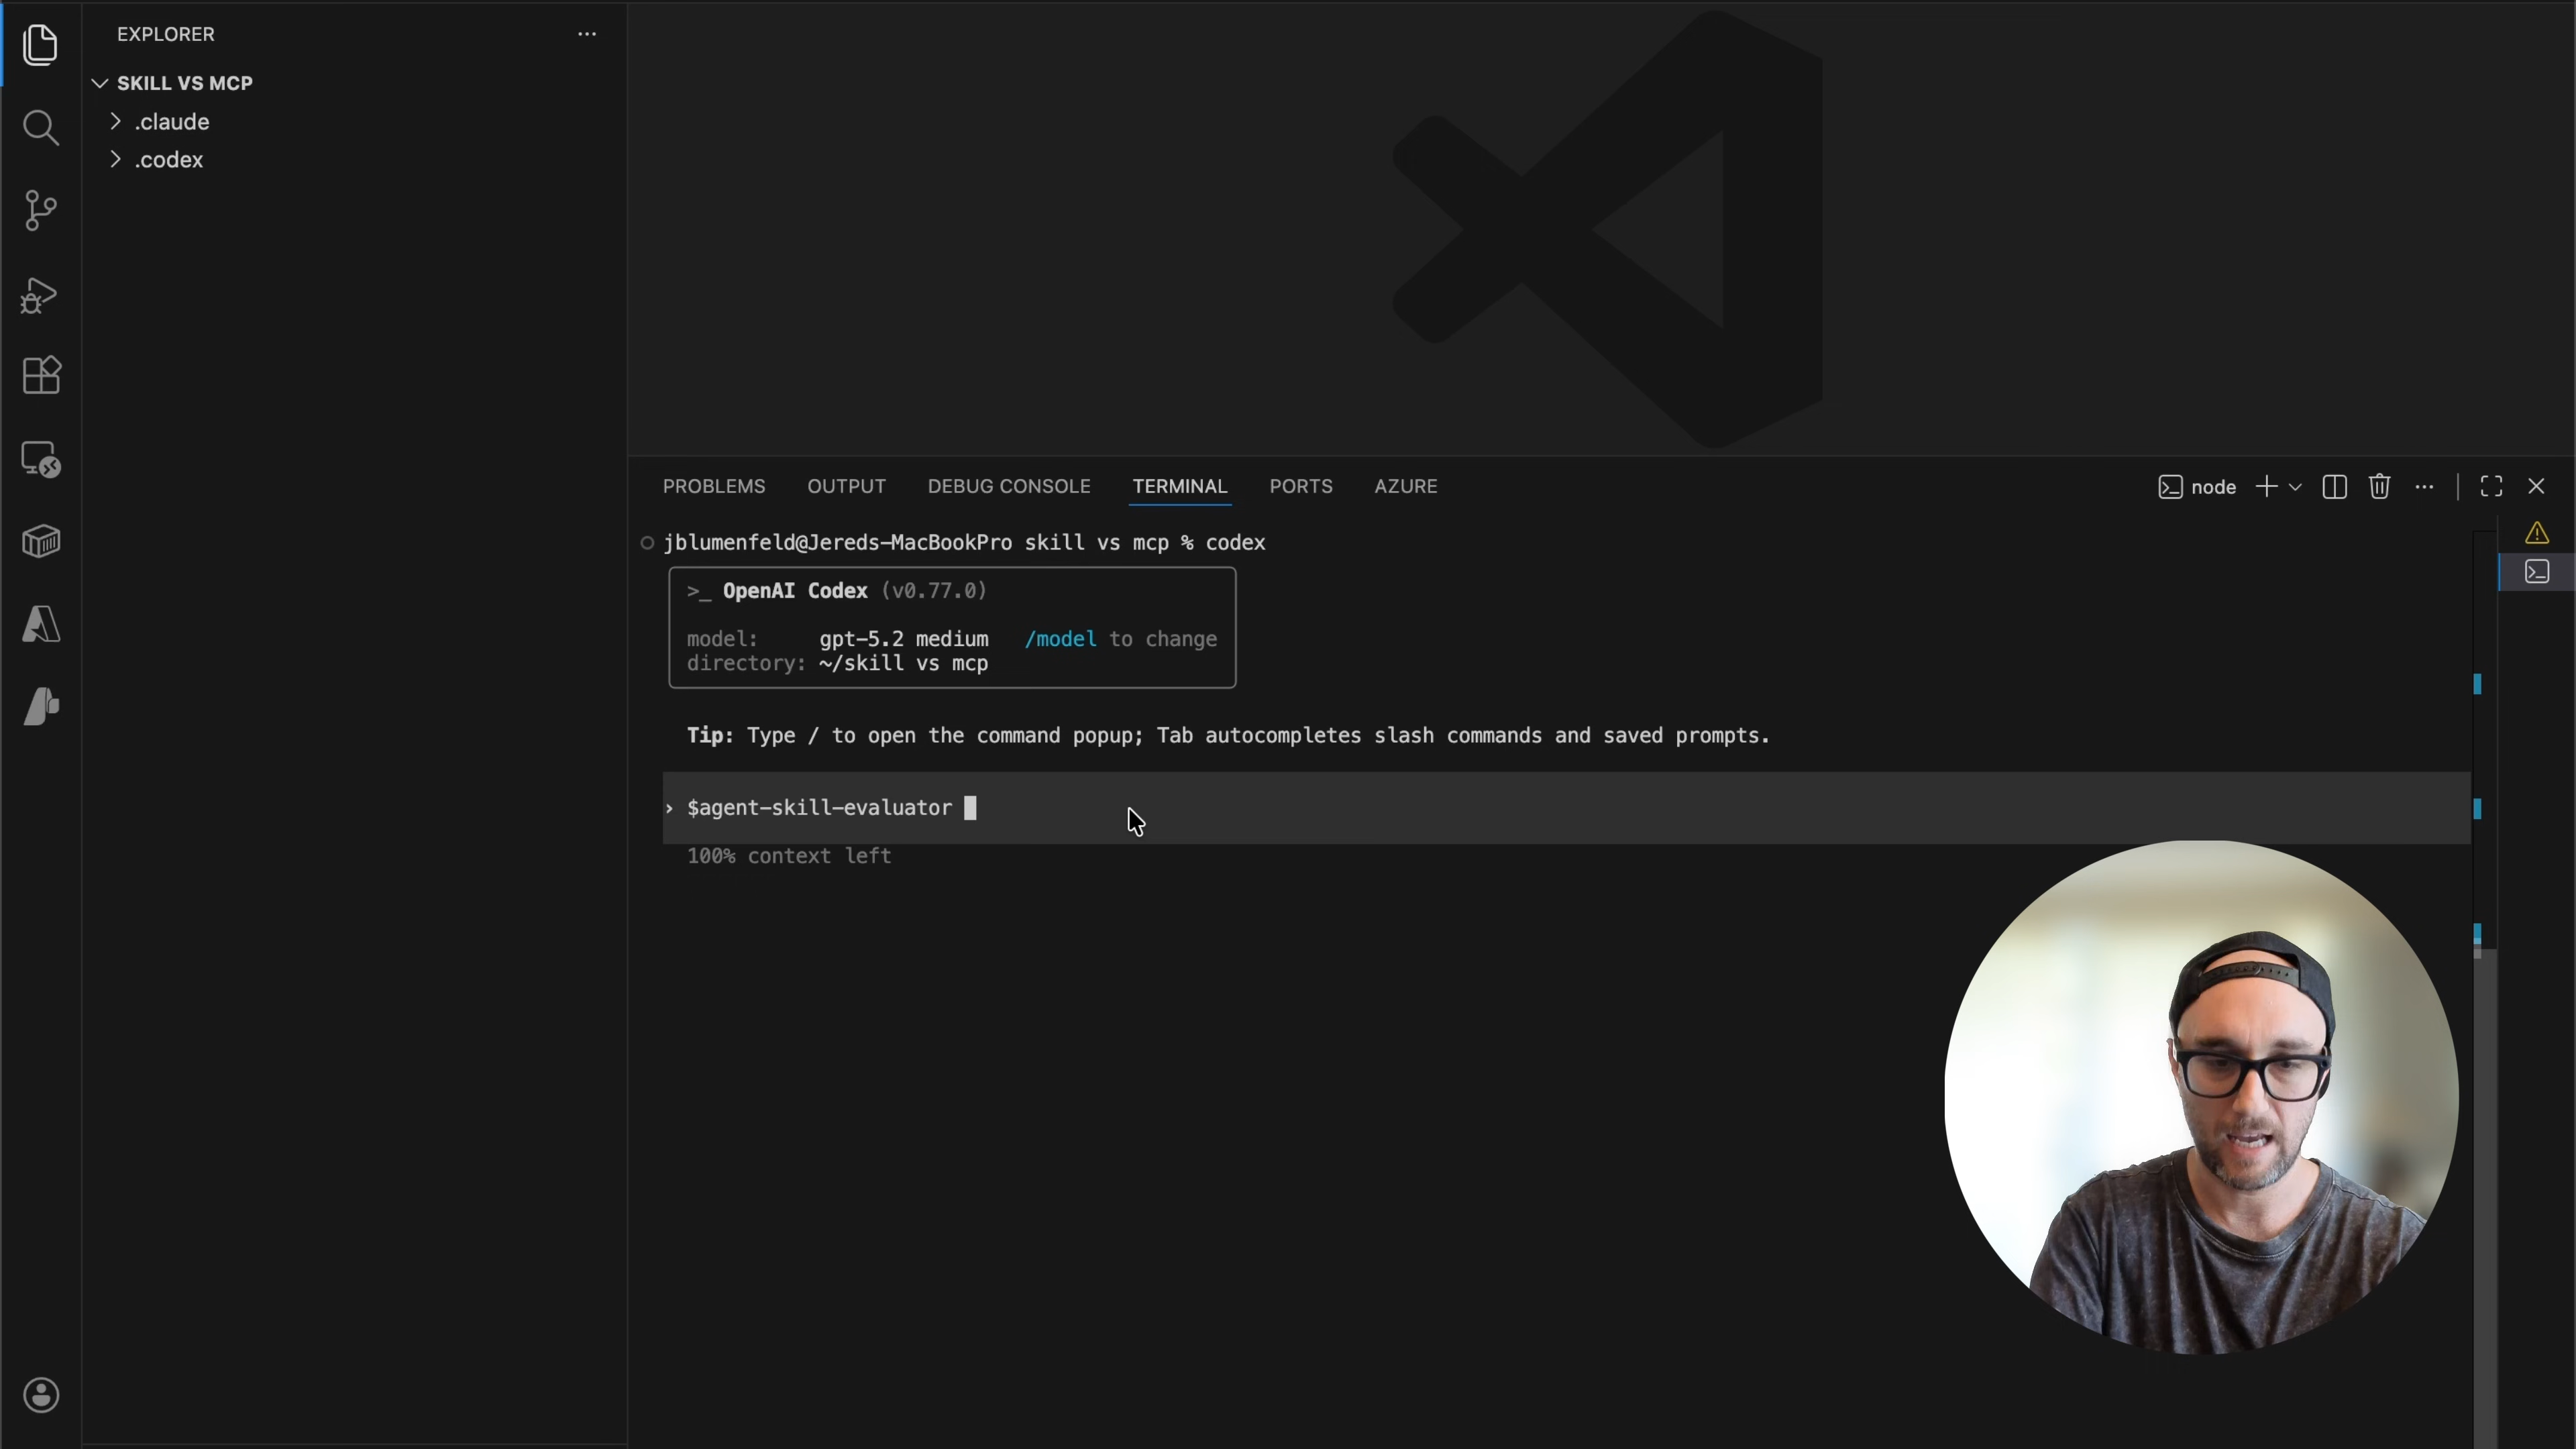 EXPLORER
SKILL VS MCP
.claude
.codex
PROBLEMS OUTPUT DEBUG CONSOLE TERMINAL PORTS AZURE
node
jblumenfeld@Jereds-MacBookPro skill vs mcp % codex
>_ OpenAI Codex (v0.77.0)
model: gpt-5.2 medium /model to change
directory: ~/skill vs mcp
Tip: Type / to open the command popup; Tab autocompletes slash commands and saved prompts.
› $agent-skill-evaluator
100% context left